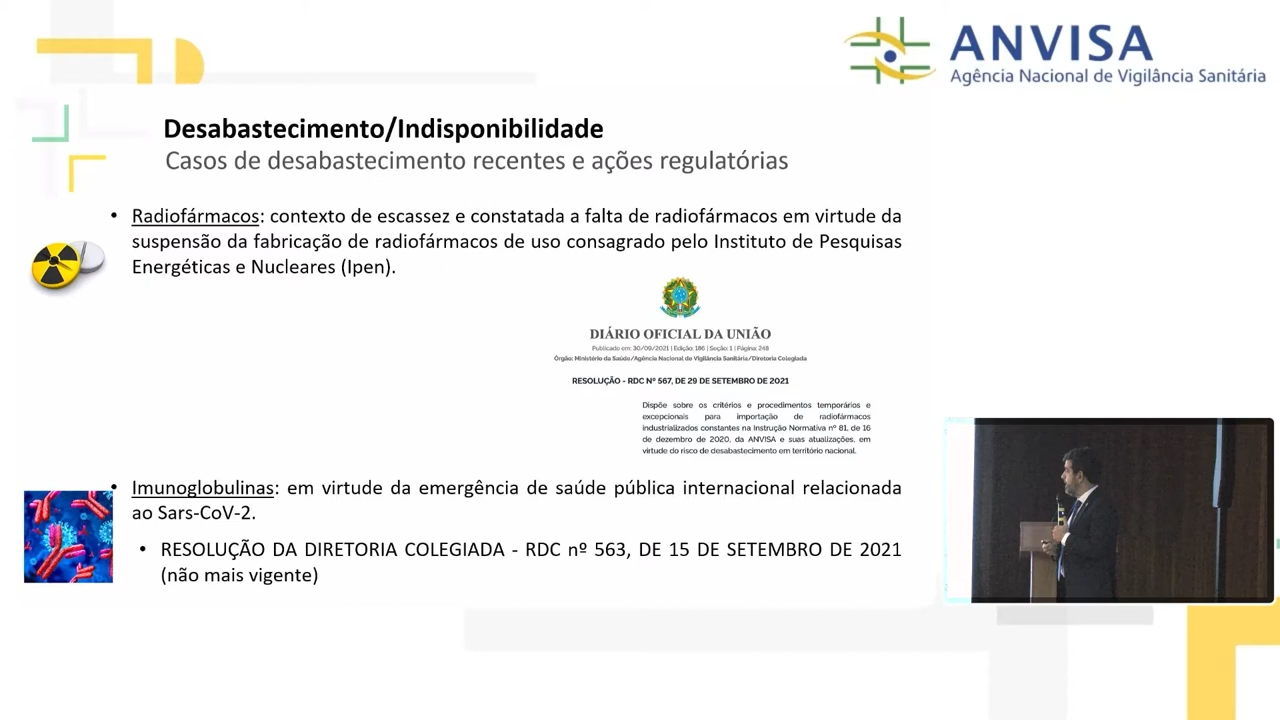 ANVISA
Agência Nacional de Vigilância Sanitária
Desabastecimento/Indisponibilidade
Casos de desabastecimento recentes e ações regulatórias
• Radiofármacos: contexto de escassez e constatada a falta de radiofármacos em virtude da
suspensão da fabricação de radiofármacos de uso consagrado pelo Instituto de Pesquisas
Energéticas e Nucleares (Ipen).
DIÁRIO OFICIAL DA UNIÃO
Publicado em: 30/09/2021 | Edição: 186 | Seção: 1 | Página: 248
Órgão: Ministério da Saúde/Agência Nacional de Vigilância Sanitária/Diretoria Colegiada
RESOLUÇÃO - RDC Nº 567, DE 29 DE SETEMBRO DE 2021
Dispõe sobre os critérios e procedimentos temporários e
excepcionais para importação de radiofármacos
industrializados constantes na Instrução Normativa nº 81, de 16
de dezembro de 2020, da ANVISA e suas atualizações, em
virtude do risco de desabastecimento em território nacional.
• Imunoglobulinas: em virtude da emergência de saúde pública internacional relacionada
ao Sars-CoV-2.
• RESOLUÇÃO DA DIRETORIA COLEGIADA - RDC nº 563, DE 15 DE SETEMBRO DE 2021
(não mais vigente)